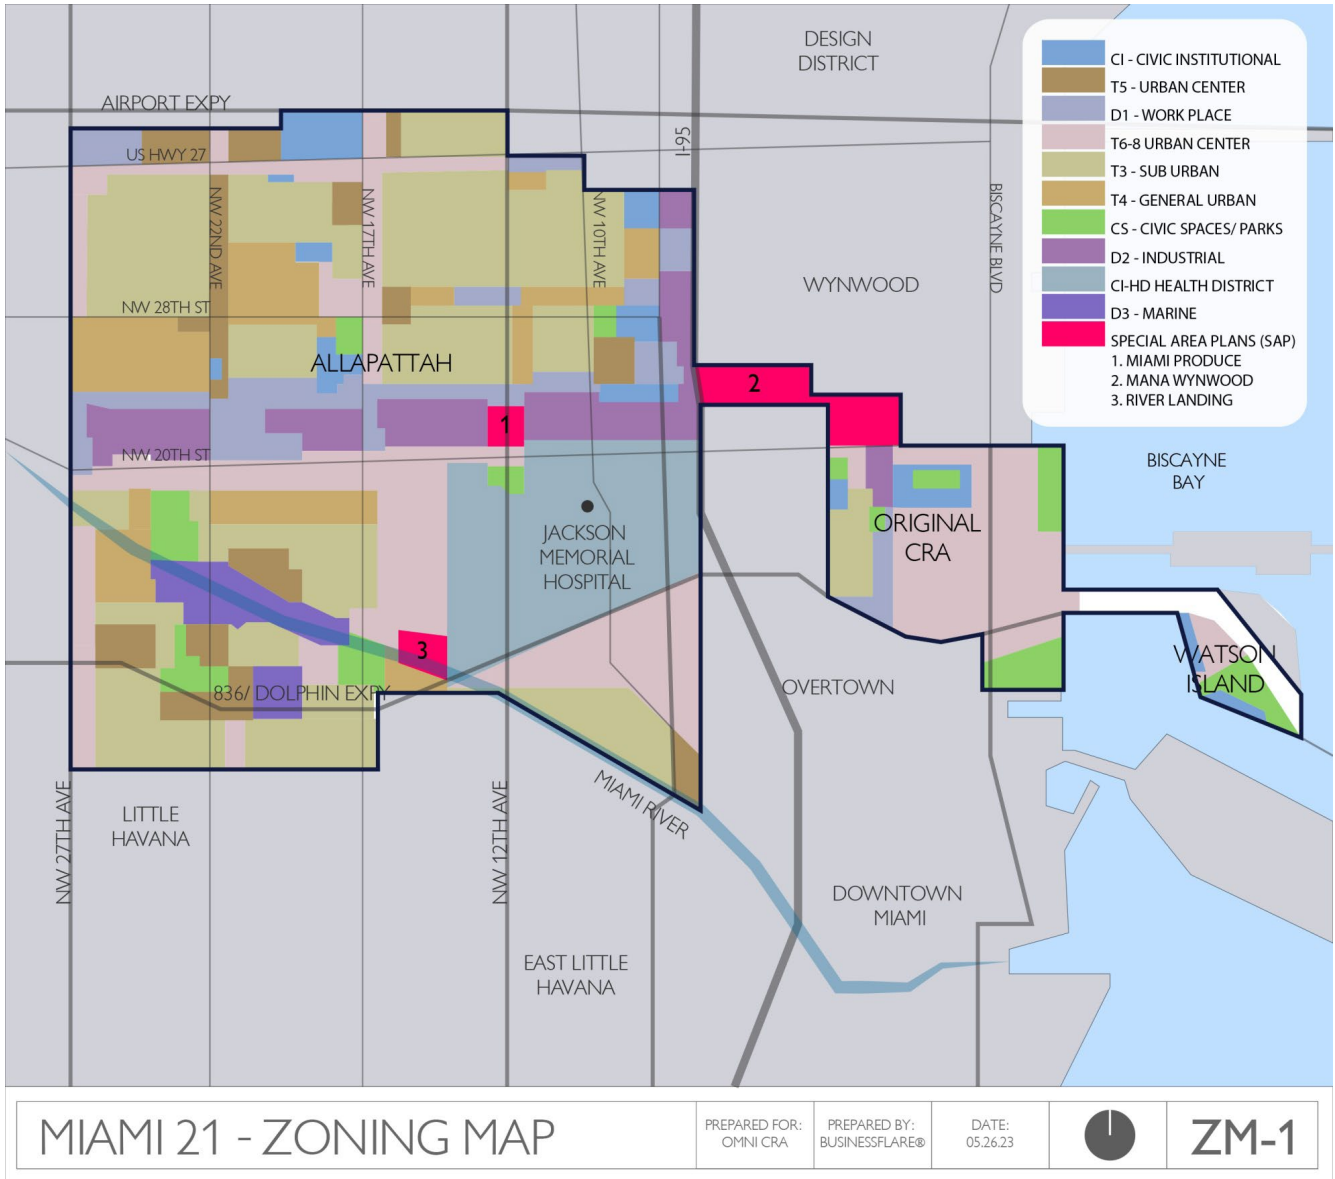 DESIGN
DISTRICT
CI - CIVIC INSTITUTIONAL
T5 - URBAN CENTER
D1 - WORK PLACE
T6-8 URBAN CENTER
T3 - SUB URBAN
T4 - GENERAL URBAN
CS - CIVIC SPACES/ PARKS
D2 - INDUSTRIAL
CI-HD HEALTH DISTRICT
D3 - MARINE
SPECIAL AREA PLANS (SAP)
1. MIAMI PRODUCE
2. MANA WYNWOOD
3. RIVER LANDING
AIRPORT EXPY
US HWY 27
I-95
NW 22ND AVE
NW 17TH AVE
NW 10TH AVE
BISCAYNE BLVD
WYNWOOD
NW 28TH ST
ALLAPATTAH
2
1
NW 20TH ST
BISCAYNE
BAY
JACKSON
MEMORIAL
HOSPITAL
ORIGINAL
CRA
3
WATSON
ISLAND
836/ DOLPHIN EXPY
OVERTOWN
MIAMI RIVER
NW 27TH AVE
LITTLE
HAVANA
NW 12TH AVE
DOWNTOWN
MIAMI
EAST LITTLE
HAVANA
MIAMI 21 - ZONING MAP
PREPARED FOR:
OMNI CRA
PREPARED BY:
BUSINESSFLARE®
DATE:
05.26.23
ZM-1